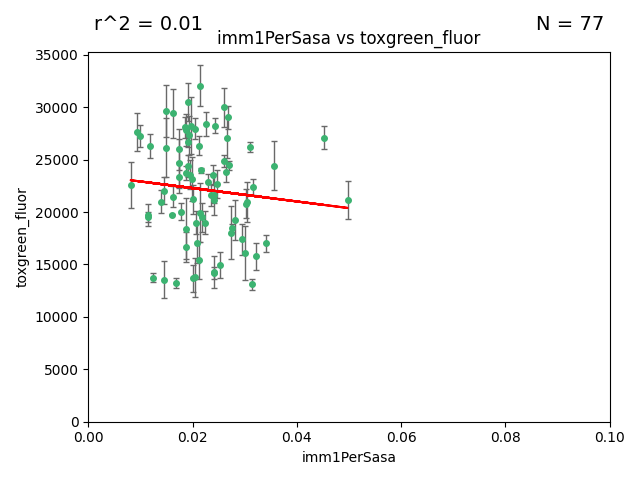 r^2 = 0.01
N = 77
imm1PerSasa vs toxgreen_fluor
35000
30000
25000
20000
15000
10000
5000
0
toxgreen_fluor
0.00 0.02 0.04 0.06 0.08 0.10
imm1PerSasa